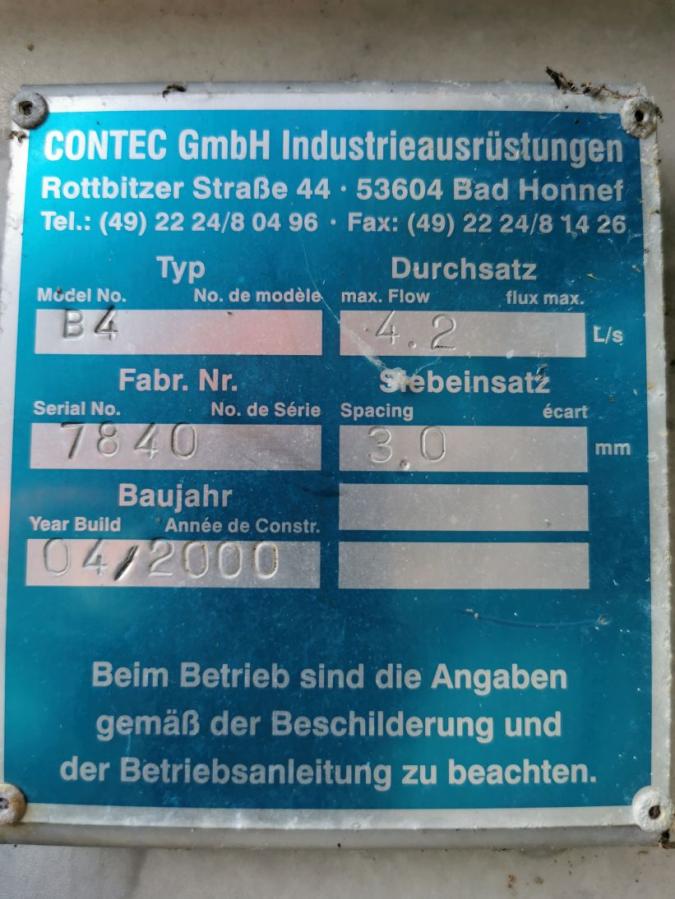 CONTEC GmbH Industrieausrüstungen
Rottbitzer Straße 44 · 53604 Bad Honnef
Tel.: (49) 22 24/8 04 96 · Fax: (49) 22 24/8 14 26
Typ Durchsatz
Model No. No. de modèle max. Flow flux max.
B4 4.2 L/s
Fabr. Nr. Siebeinsatz
Serial No. No. de Série Spacing écart
7840 3.0 mm
Baujahr
Year Build Année de Constr.
04/2000
Beim Betrieb sind die Angaben
gemäß der Beschilderung und
der Betriebsanleitung zu beachten.